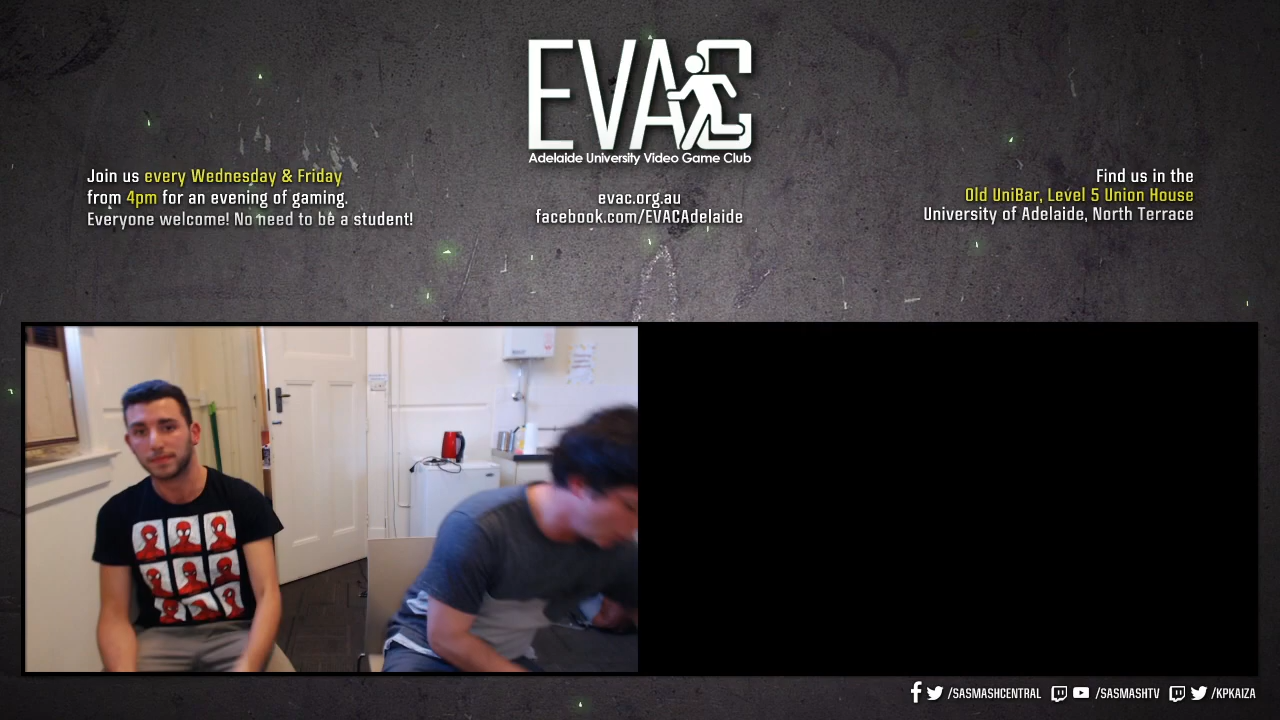 EVAC
Adelaide University Video Game Club
Join us every Wednesday & Friday
from 4pm for an evening of gaming.
Everyone welcome! No need to be a student!
evac.org.au
facebook.com/EVACAdelaide
Find us in the
Old UniBar, Level 5 Union House
University of Adelaide, North Terrace
/SASMASHCENTRAL /SASMASHTV /KPKAIZA